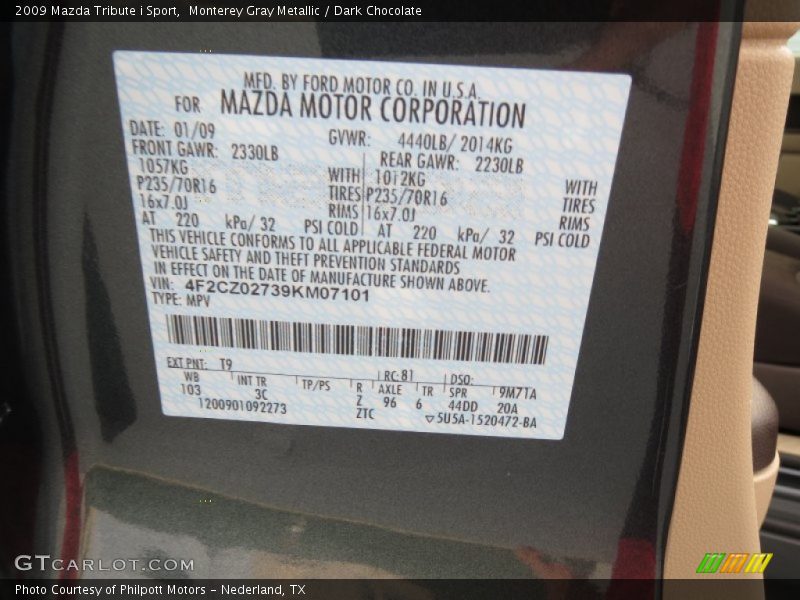 2009 Mazda Tribute i Sport,  Monterey Gray Metallic / Dark Chocolate
MFD. BY FORD MOTOR CO. IN U.S.A.
FOR MAZDA MOTOR CORPORATION
DATE: 01/09 GVWR: 4440LB/ 2014KG
FRONT GAWR: 2330LB REAR GAWR: 2230LB
1057KG WITH 1012KG WITH
P235/70R16 TIRES P235/70R16 TIRES
16x7.0J RIMS 16x7.0J RIMS
AT 220 kPa/ 32 PSI COLD AT 220 kPa/ 32 PSI COLD
THIS VEHICLE CONFORMS TO ALL APPLICABLE FEDERAL MOTOR
VEHICLE SAFETY AND THEFT PREVENTION STANDARDS
IN EFFECT ON THE DATE OF MANUFACTURE SHOWN ABOVE.
VIN: 4F2CZ02739KM07101
TYPE: MPV
EXT PNT: T9 RC: 81 DSO:
WB INT TR TP/PS R AXLE TR SPR 9M71A
103 3C Z 96 6 44DD 20A
1200901092273 ZTC ▽5U5A-1520472-BA
GTCARLOT.COM
Photo Courtesy of Philpott Motors - Nederland, TX